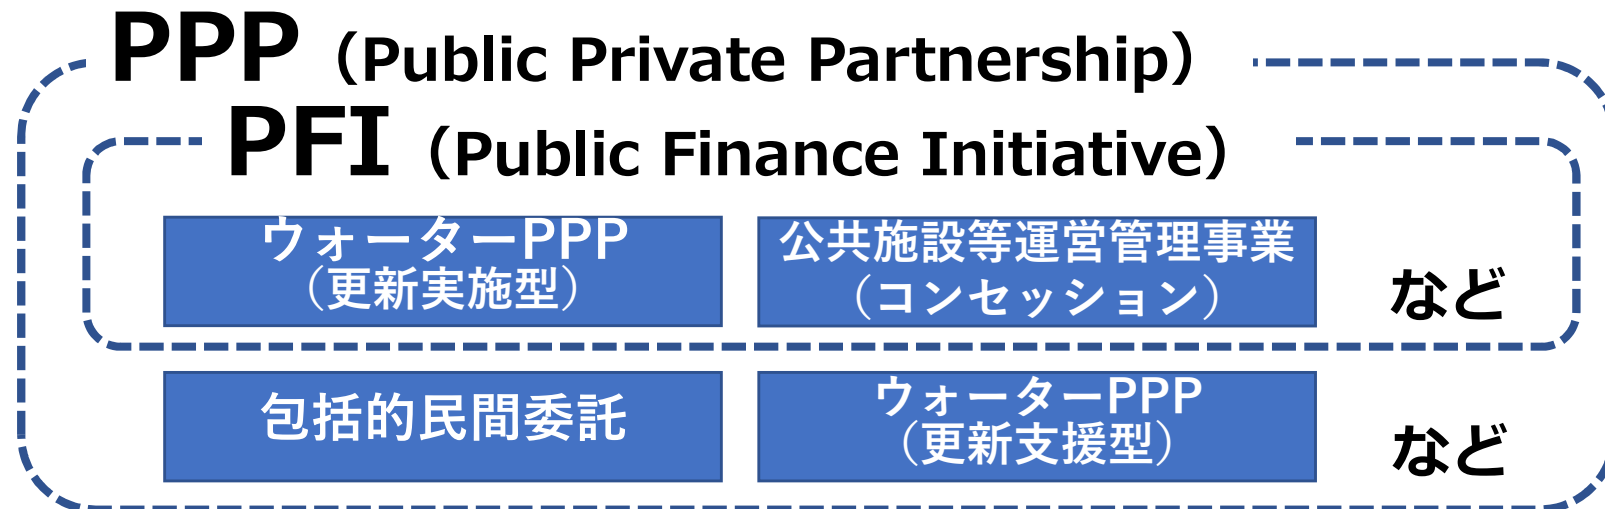 PPP（Public Private Partnership）
PFI（Public Finance Initiative）
ウォーターPPP
（更新実施型）
公共施設等運営管理事業
（コンセッション）
など
包括的民間委託
ウォーターPPP
（更新支援型）
など